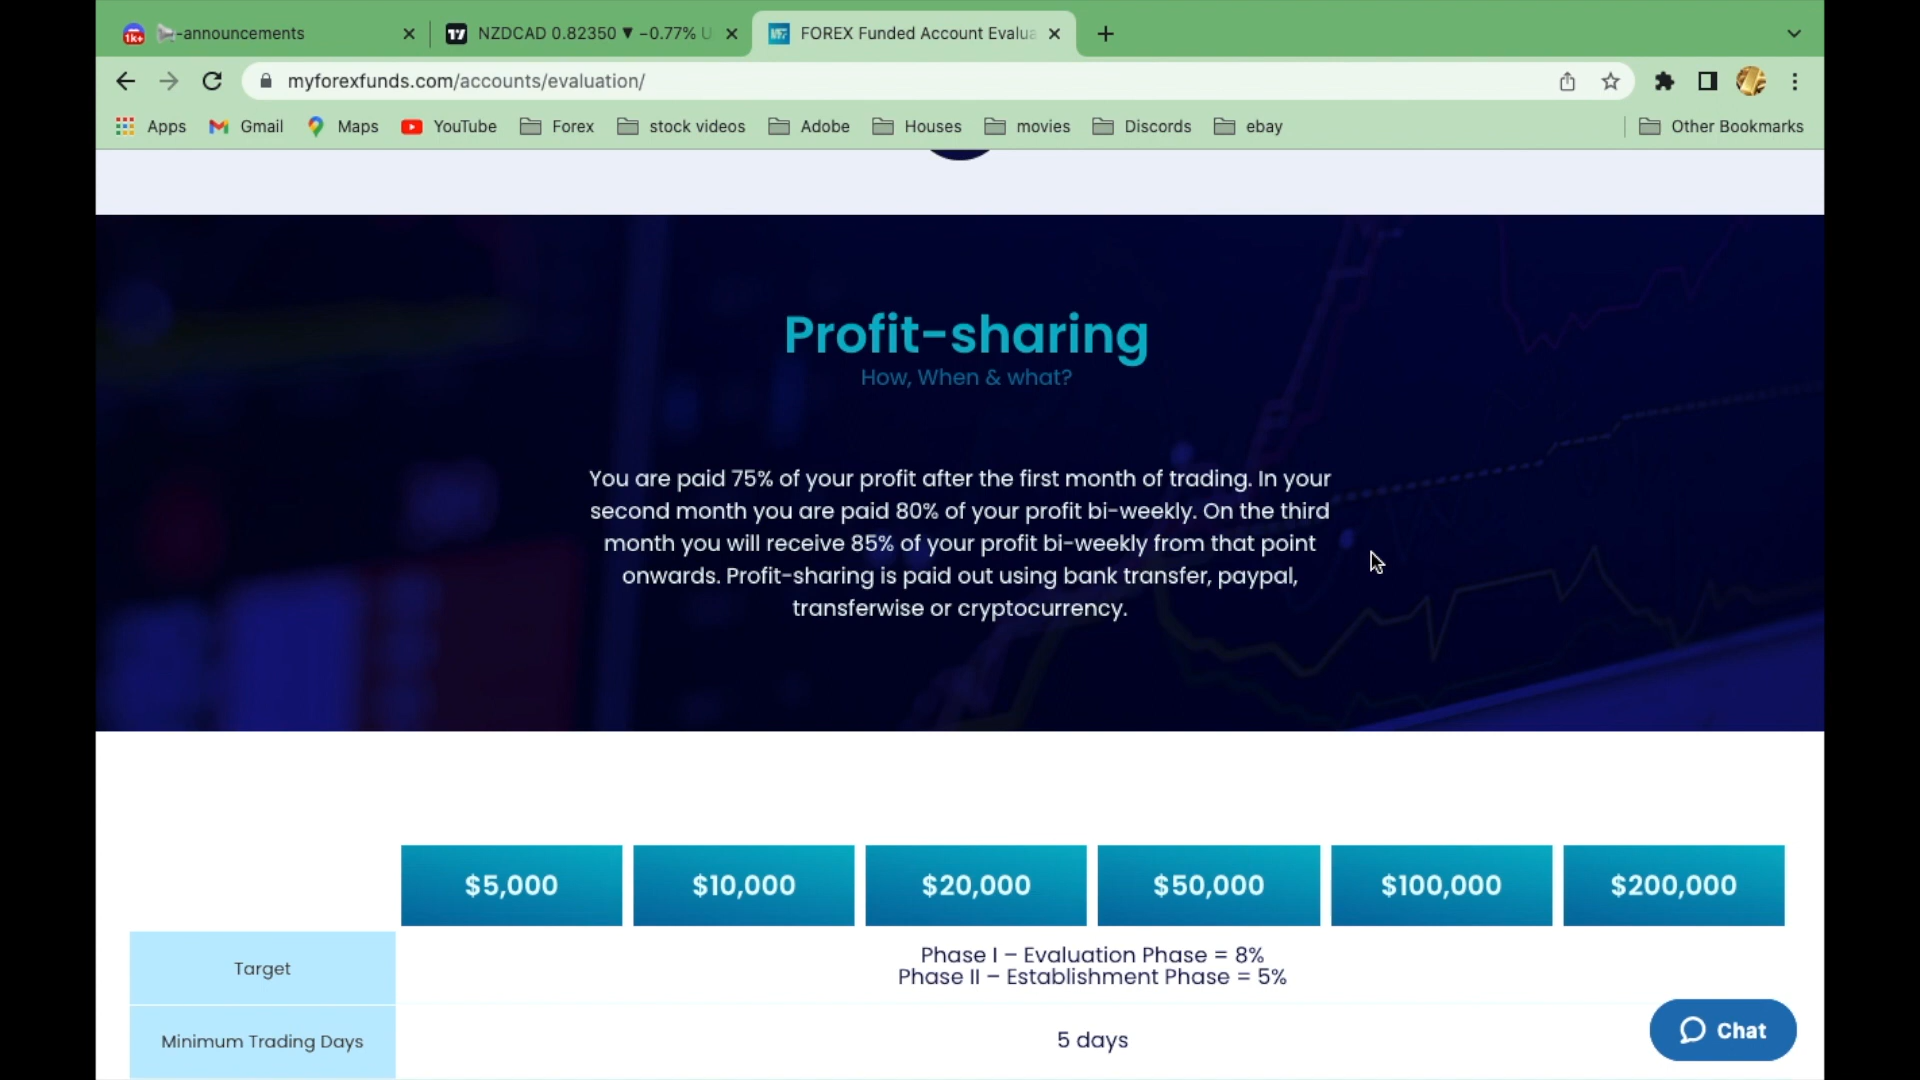 1k+
-announcements
NZDCAD 0.82350 ▼ −0.77% U
FOREX Funded Account Evalua
myforexfunds.com/accounts/evaluation/
Apps
Gmail
Maps
YouTube
Forex
stock videos
Adobe
Houses
movies
Discords
ebay
Other Bookmarks
Profit-sharing
How, When & what?
You are paid 75% of your profit after the first month of trading. In your
second month you are paid 80% of your profit bi-weekly. On the third
month you will receive 85% of your profit bi-weekly from that point
onwards. Profit-sharing is paid out using bank transfer, paypal,
transferwise or cryptocurrency.
$5,000
$10,000
$20,000
$50,000
$100,000
$200,000
Target
Phase I – Evaluation Phase = 8%
Phase II – Establishment Phase = 5%
Minimum Trading Days
5 days
Chat